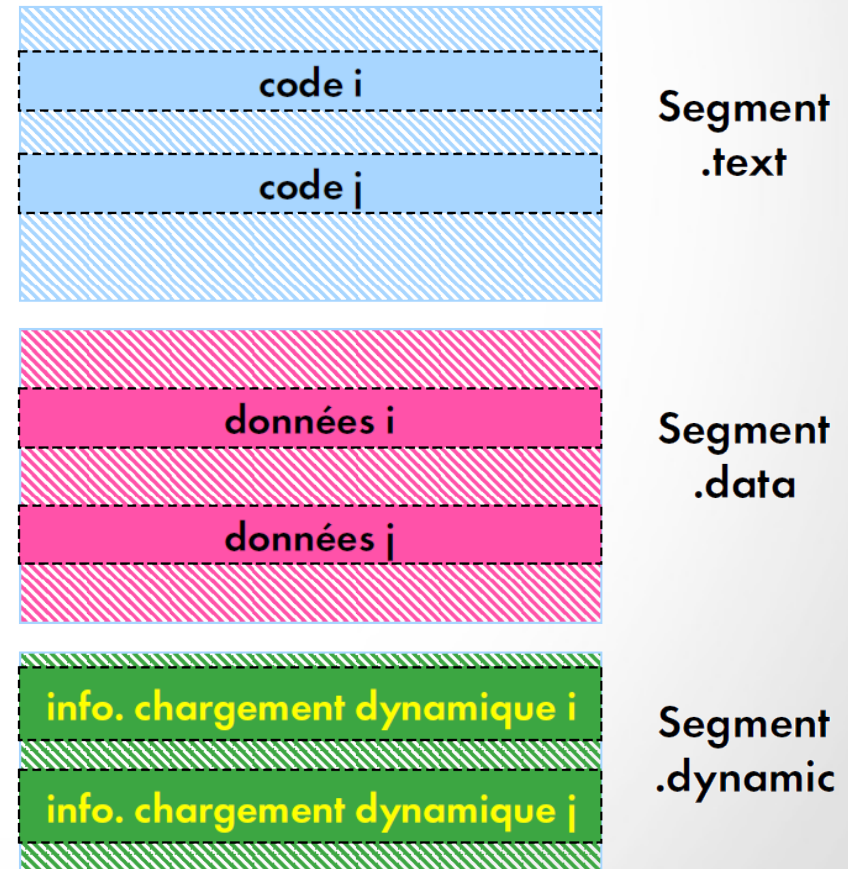 code i
Segment
.text
code j
données i
Segment
.data
données j
info. chargement dynamique i
Segment
.dynamic
info. chargement dynamique j